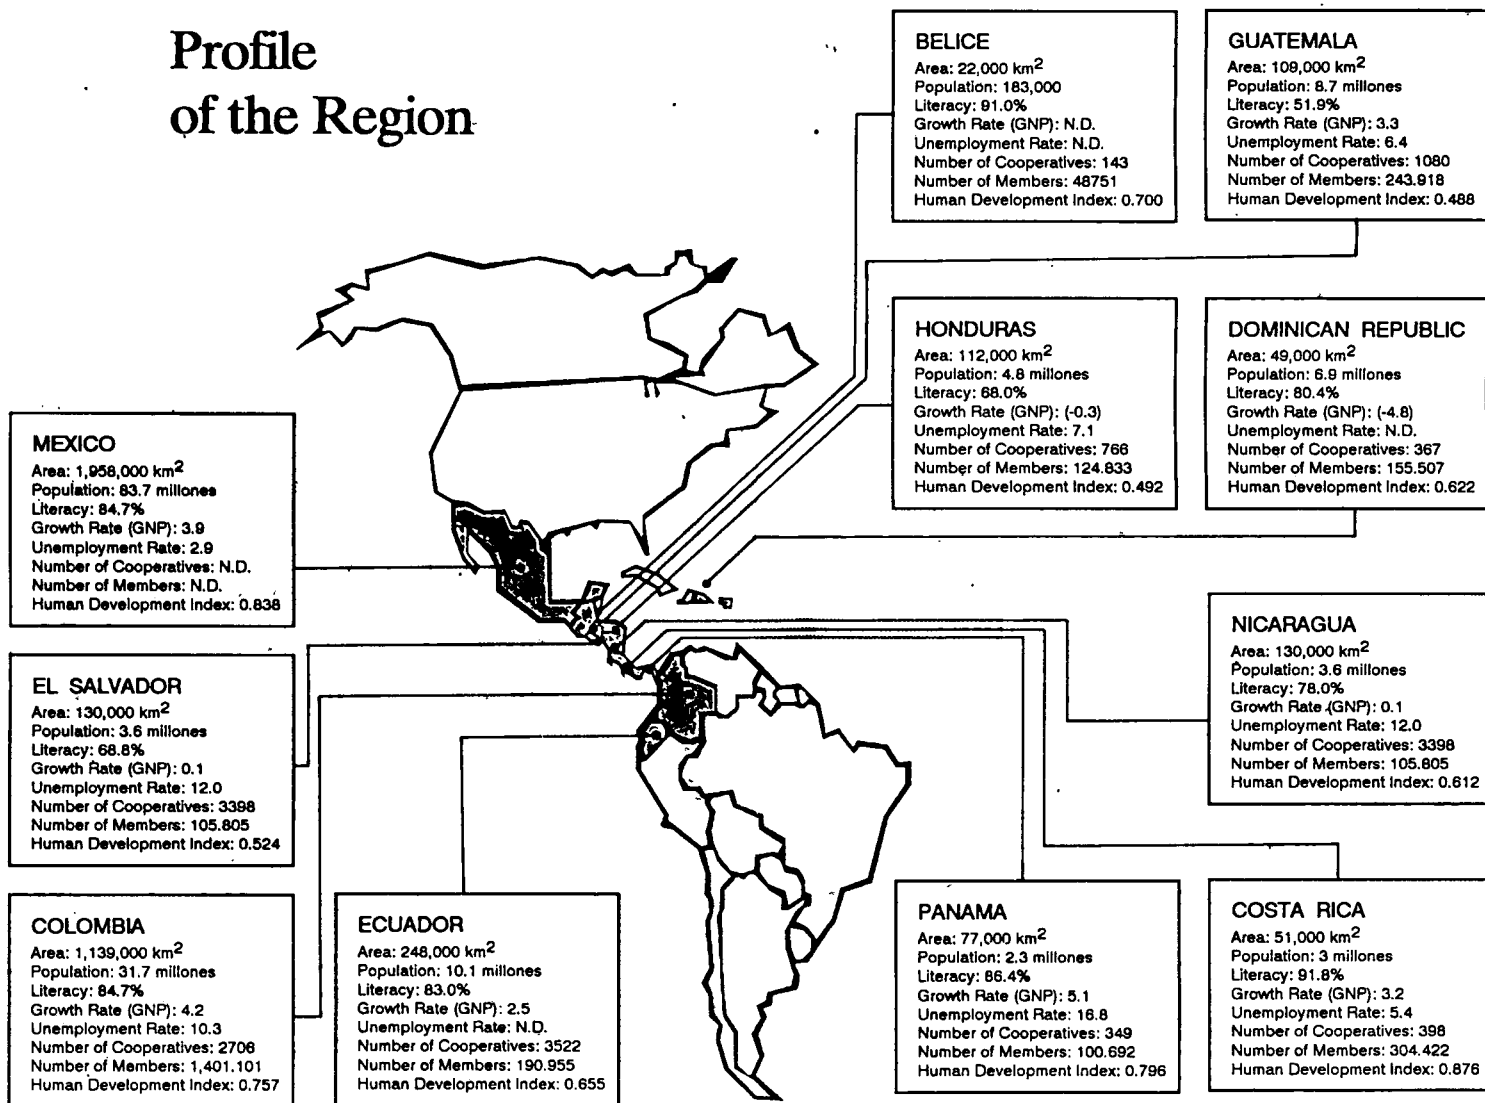 Profile
of the Region
BELICE
Area: 22,000 km²
Population: 183,000
Literacy: 91.0%
Growth Rate (GNP): N.D.
Unemployment Rate: N.D.
Number of Cooperatives: 143
Number of Members: 48751
Human Development Index: 0.700
GUATEMALA
Area: 109,000 km²
Population: 8.7 millones
Literacy: 51.9%
Growth Rate (GNP): 3.3
Unemployment Rate: 6.4
Number of Cooperatives: 1080
Number of Members: 243.918
Human Development Index: 0.488
HONDURAS
Area: 112,000 km²
Population: 4.8 millones
Literacy: 68.0%
Growth Rate (GNP): (-0.3)
Unemployment Rate: 7.1
Number of Cooperatives: 766
Number of Members: 124.833
Human Development Index: 0.492
DOMINICAN REPUBLIC
Area: 49,000 km²
Population: 6.9 millones
Literacy: 80.4%
Growth Rate (GNP): (-4.8)
Unemployment Rate: N.D.
Number of Cooperatives: 367
Number of Members: 155.507
Human Development Index: 0.622
MEXICO
Area: 1,958,000 km²
Population: 83.7 millones
Literacy: 84.7%
Growth Rate (GNP): 3.9
Unemployment Rate: 2.9
Number of Cooperatives: N.D.
Number of Members: N.D.
Human Development Index: 0.838
NICARAGUA
Area: 130,000 km²
Population: 3.6 millones
Literacy: 78.0%
Growth Rate (GNP): 0.1
Unemployment Rate: 12.0
Number of Cooperatives: 3398
Number of Members: 105.805
Human Development Index: 0.612
EL SALVADOR
Area: 130,000 km²
Population: 3.6 millones
Literacy: 68.8%
Growth Rate (GNP): 0.1
Unemployment Rate: 12.0
Number of Cooperatives: 3398
Number of Members: 105.805
Human Development Index: 0.524
COLOMBIA
Area: 1,139,000 km²
Population: 31.7 millones
Literacy: 84.7%
Growth Rate (GNP): 4.2
Unemployment Rate: 10.3
Number of Cooperatives: 2706
Number of Members: 1,401.101
Human Development Index: 0.757
ECUADOR
Area: 248,000 km²
Population: 10.1 millones
Literacy: 83.0%
Growth Rate (GNP): 2.5
Unemployment Rate: N.D.
Number of Cooperatives: 3522
Number of Members: 190.955
Human Development Index: 0.655
PANAMA
Area: 77,000 km²
Population: 2.3 millones
Literacy: 86.4%
Growth Rate (GNP): 5.1
Unemployment Rate: 16.8
Number of Cooperatives: 349
Number of Members: 100.692
Human Development Index: 0.796
COSTA RICA
Area: 51,000 km²
Population: 3 millones
Literacy: 91.8%
Growth Rate (GNP): 3.2
Unemployment Rate: 5.4
Number of Cooperatives: 398
Number of Members: 304.422
Human Development Index: 0.876